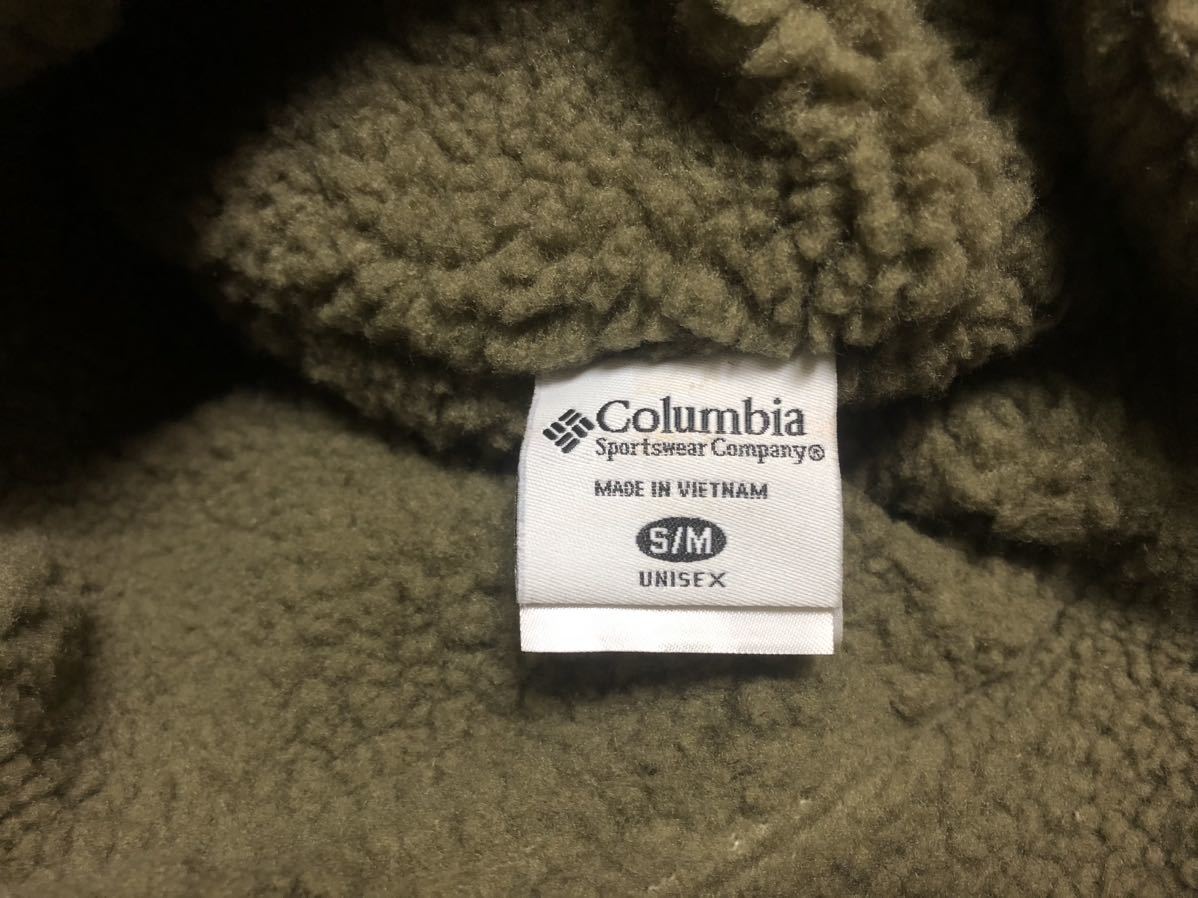 Columbia
Sportswear Company®
MADE IN VIETNAM
S/M
UNISEX